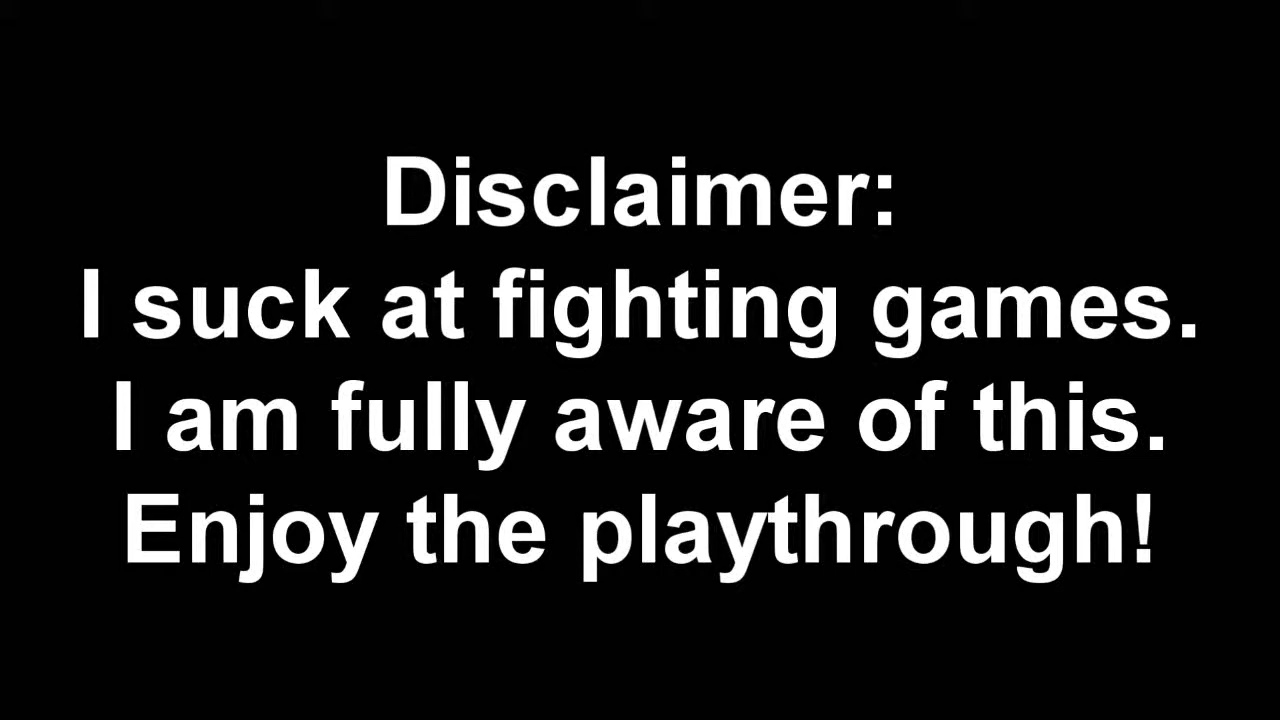 Disclaimer:
I suck at fighting games.
I am fully aware of this.
Enjoy the playthrough!